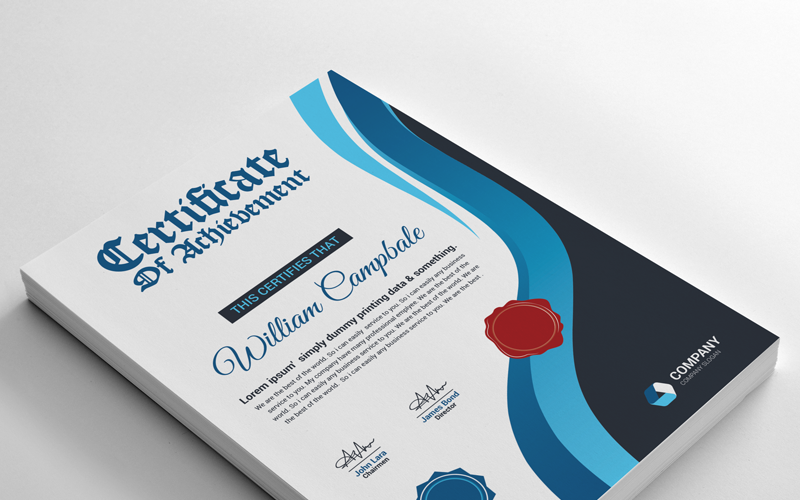 Certificate
Of Achievement
THIS CERTIFIES THAT
William Campbale
Lorem ipsum' simply dummy printing data & something.
We are the best of the world. So i can easily service to you. So i can easily any business
service to you. My company have many professional emplyee. We are the best of the
world. So i can easily any business service to you. We are the best of the world. We are
the best of the world. So i can easily any business service to you. We are the best .
John Lara
Chairmen
James Bond
Director
COMPANY
COMPANY SLOGAN